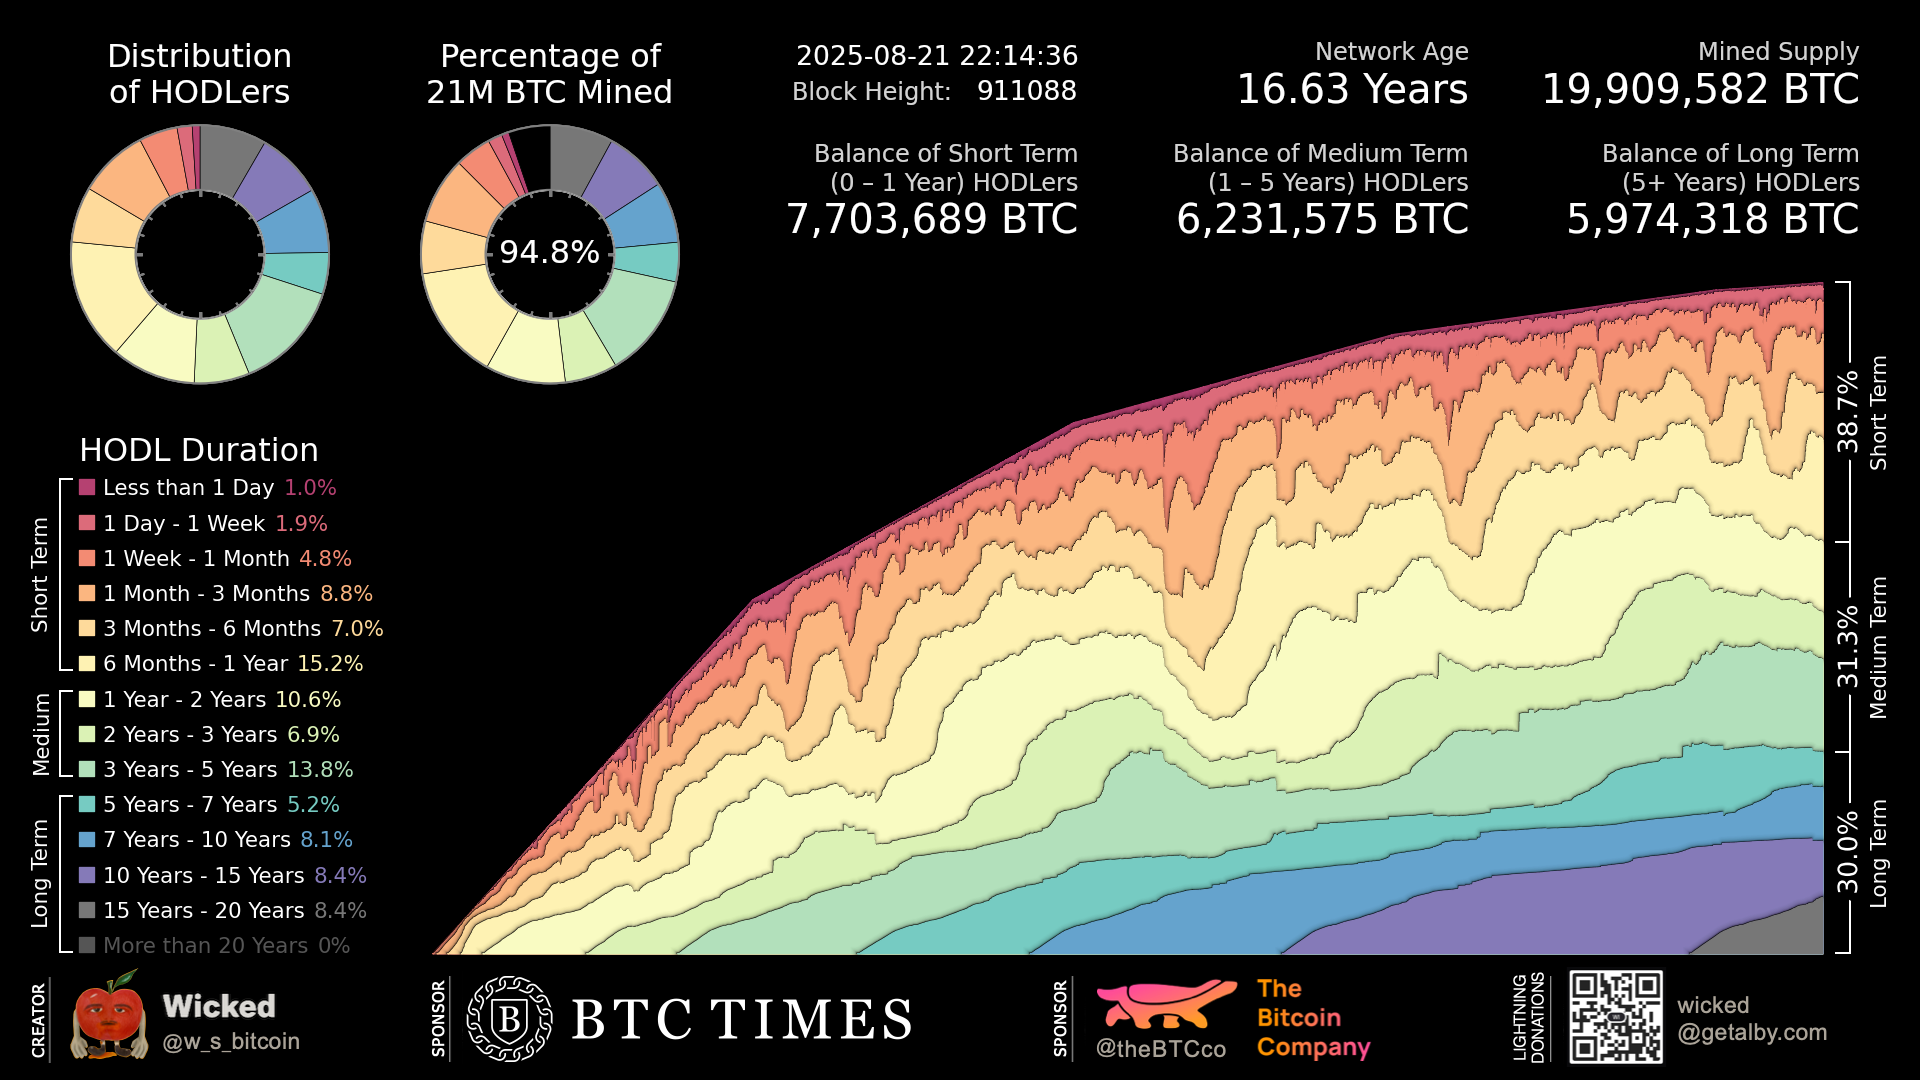 Distribution
of HODLers
Percentage of
21M BTC Mined
94.8%
2025-08-21 22:14:36
Block Height: 911088
Network Age
16.63 Years
Mined Supply
19,909,582 BTC
Balance of Short Term
(0 – 1 Year) HODLers
7,703,689 BTC
Balance of Medium Term
(1 – 5 Years) HODLers
6,231,575 BTC
Balance of Long Term
(5+ Years) HODLers
5,974,318 BTC
HODL Duration
Short Term
Less than 1 Day 1.0%
1 Day - 1 Week 1.9%
1 Week - 1 Month 4.8%
1 Month - 3 Months 8.8%
3 Months - 6 Months 7.0%
6 Months - 1 Year 15.2%
Medium
1 Year - 2 Years 10.6%
2 Years - 3 Years 6.9%
3 Years - 5 Years 13.8%
Long Term
5 Years - 7 Years 5.2%
7 Years - 10 Years 8.1%
10 Years - 15 Years 8.4%
15 Years - 20 Years 8.4%
More than 20 Years 0%
38.7%
Short Term
31.3%
Medium Term
30.0%
Long Term
CREATOR
Wicked
@w_s_bitcoin
SPONSOR
B
BTC TIMES
SPONSOR
@theBTCco
The
Bitcoin
Company
LIGHTNING
DONATIONS
wicked
@getalby.com